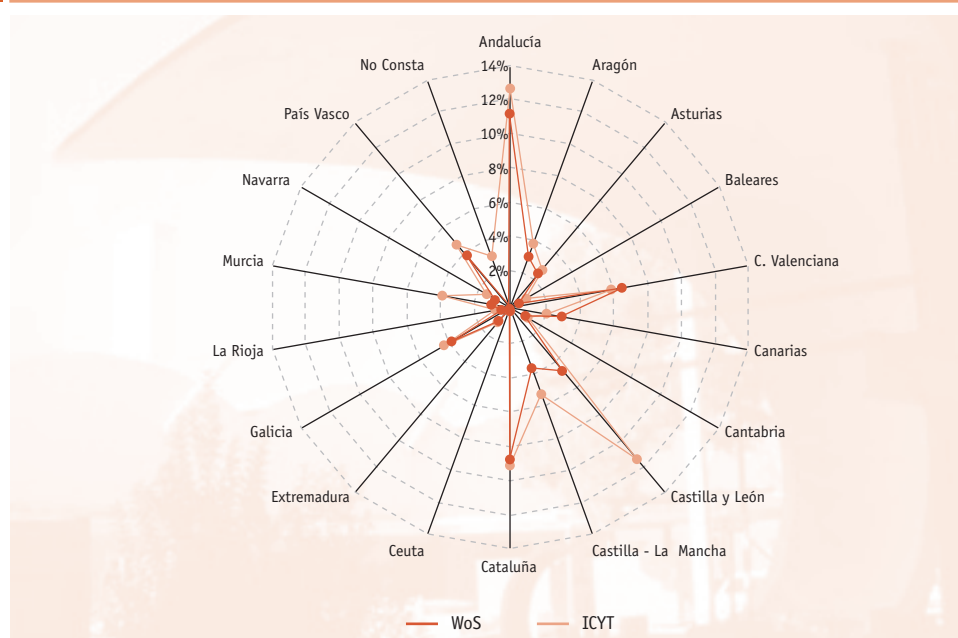 Andalucía
No Consta
14%
Aragón
País Vasco
12%
Asturias
10%
Navarra
8%
Baleares
6%
Murcia
4%
C. Valenciana
2%
La Rioja
Canarias
Galicia
Cantabria
Extremadura
Castilla y León
Ceuta
Castilla - La Mancha
Cataluña
WoS
ICYT